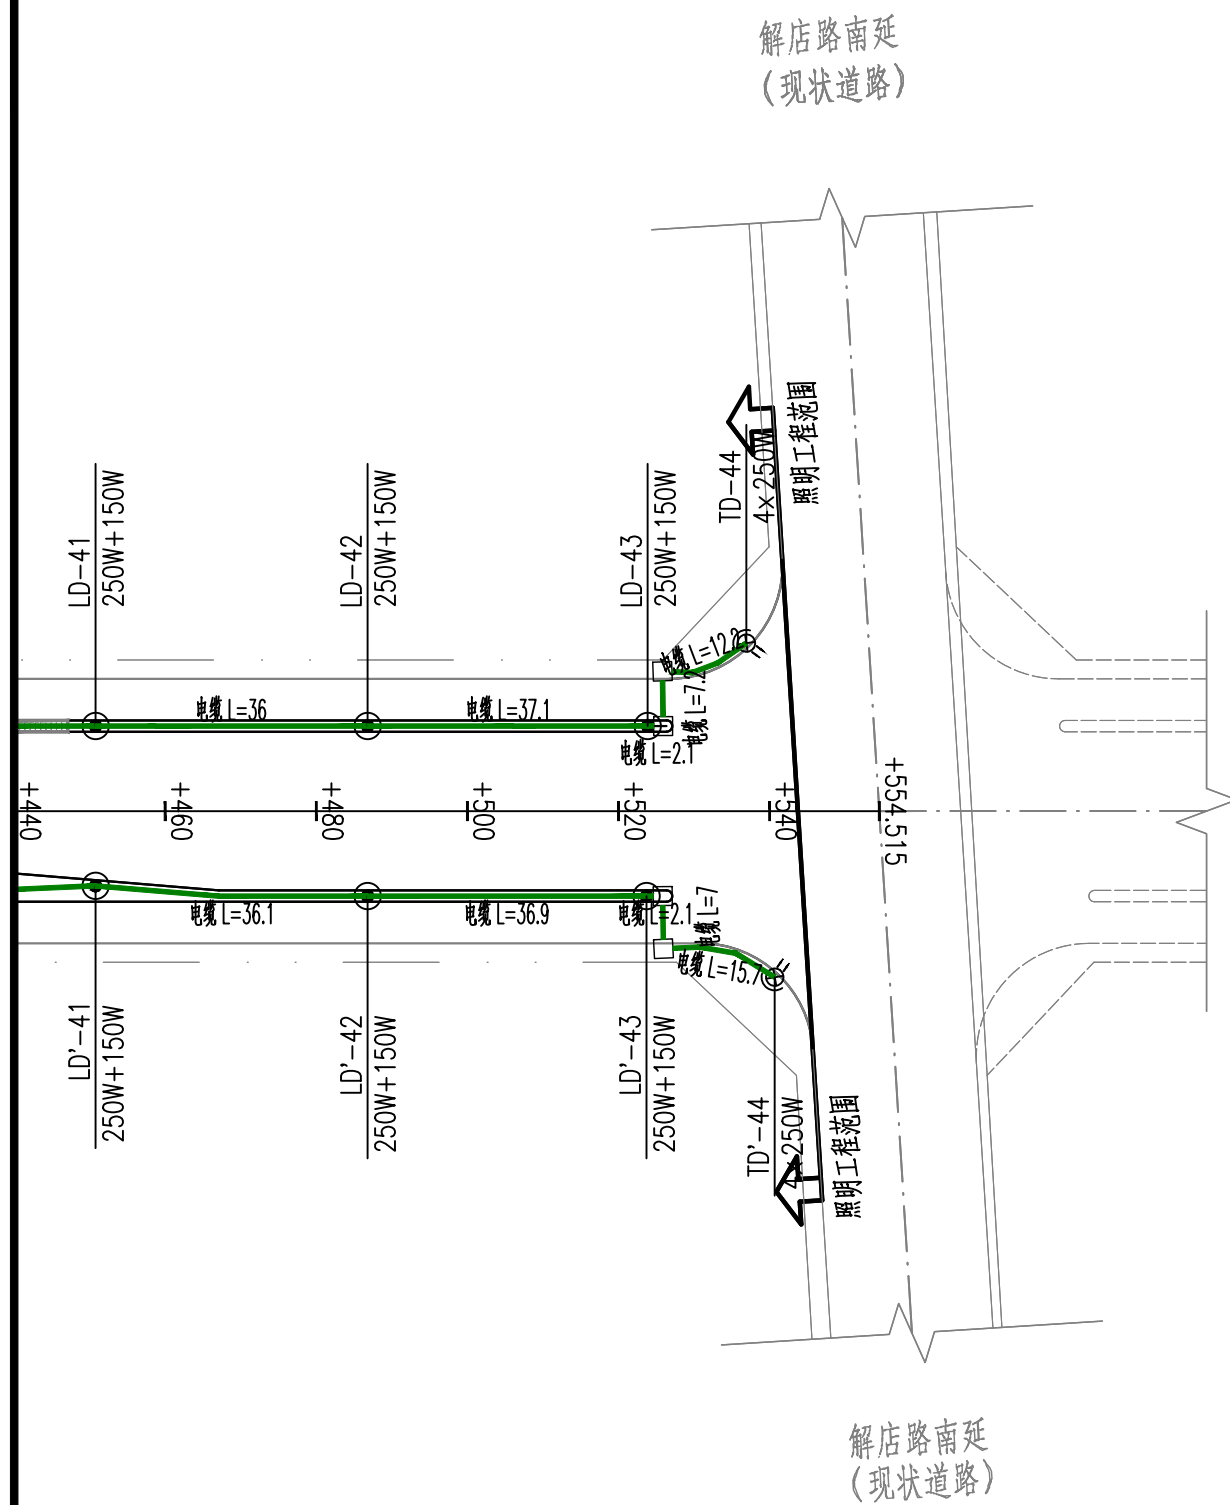 解店路南延
(现状道路)
照明工程范围
TD-44
4×250W
LD-41
250W+150W
LD-42
250W+150W
LD-43
250W+150W
电缆 L=12.2
电缆 L=7.2
电缆 L=36
电缆 L=37.1
电缆 L=2.1
+440
+460
+480
+500
+520
+540
+554.515
电缆 L=36.1
电缆 L=36.9
电缆 L=2.1
电缆 L=7
电缆 L=15.7
LD'-41
250W+150W
LD'-42
250W+150W
LD'-43
250W+150W
TD'-44
4×250W
照明工程范围
解店路南延
(现状道路)